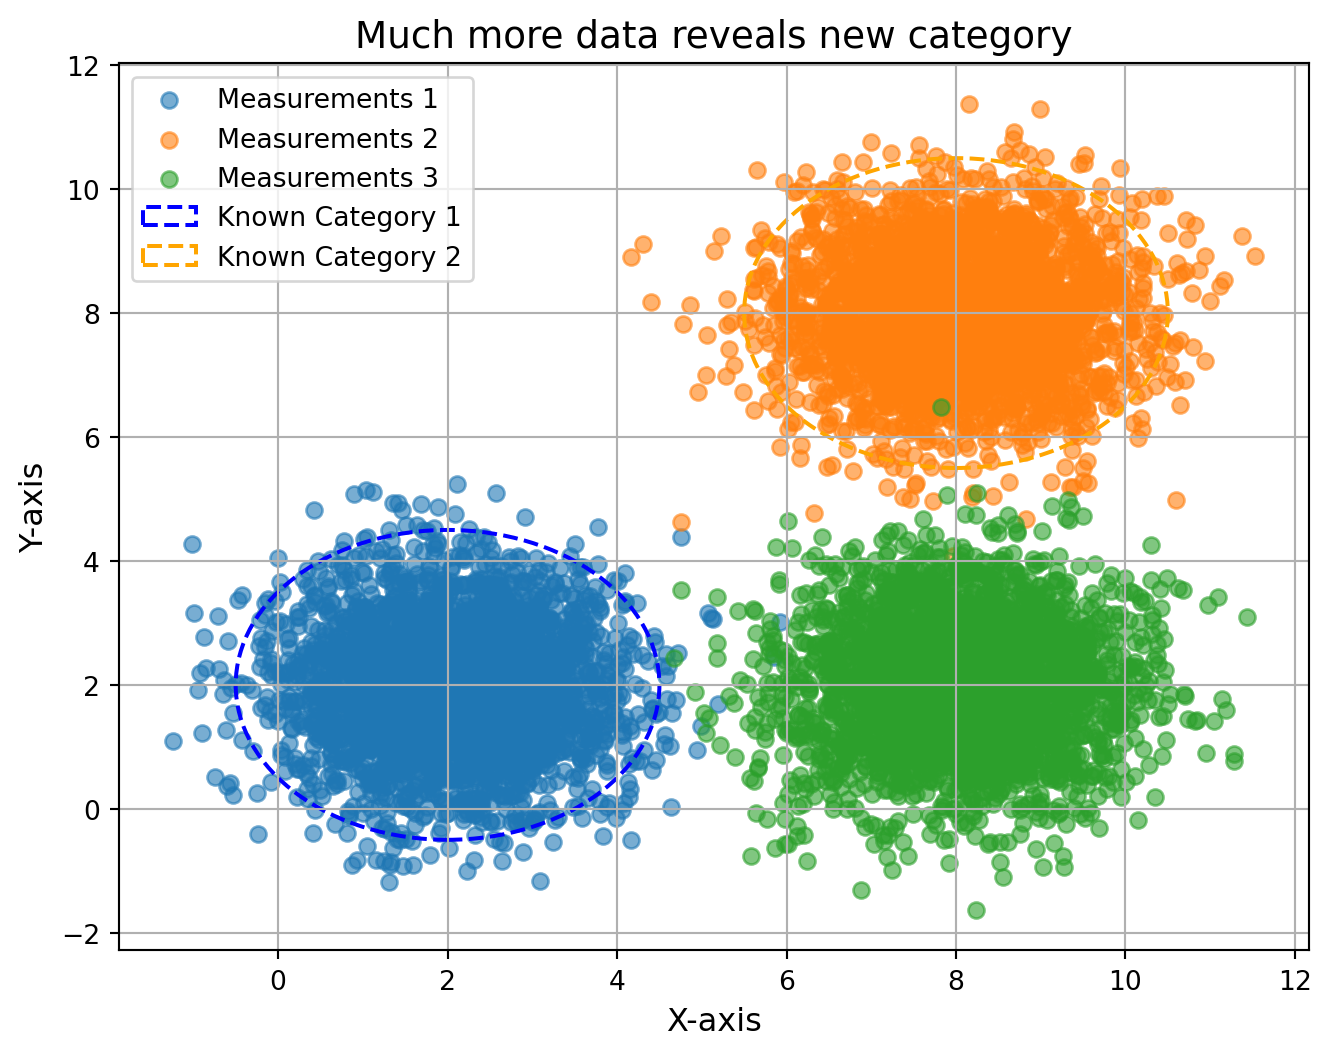 Much more data reveals new category
Measurements 1
Measurements 2
Measurements 3
Known Category 1
Known Category 2
12
10
8
6
4
2
0
−2
Y-axis
0 2 4 6 8 10 12
X-axis